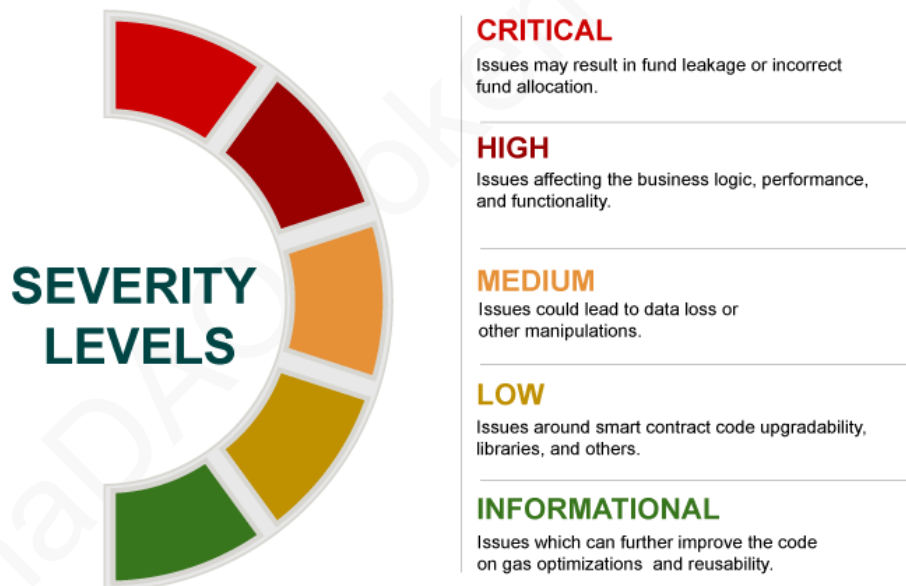 SEVERITY
LEVELS
CRITICAL
Issues may result in fund leakage or incorrect
fund allocation.
HIGH
Issues affecting the business logic, performance,
and functionality.
MEDIUM
Issues could lead to data loss or
other manipulations.
LOW
Issues around smart contract code upgradability,
libraries, and others.
INFORMATIONAL
Issues which can further improve the code
on gas optimizations and reusability.